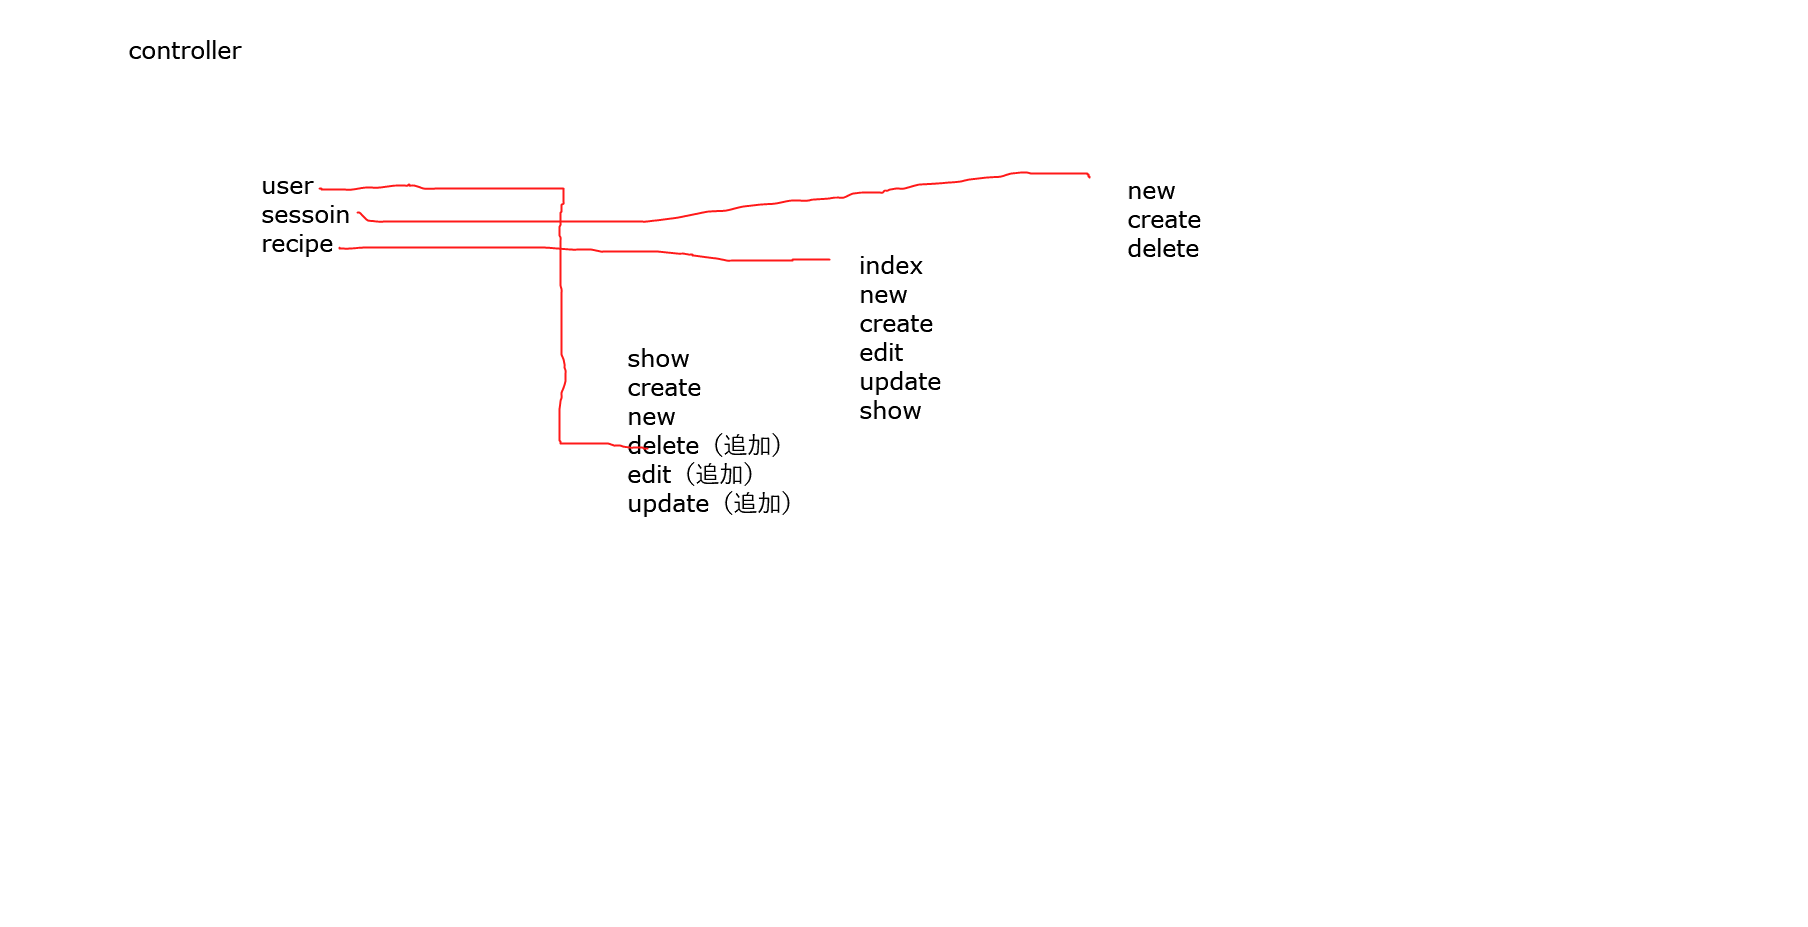 controller
user
sessoin
recipe
new
create
delete
index
new
create
edit
update
show
show
create
new
delete（追加）
edit（追加）
update（追加）